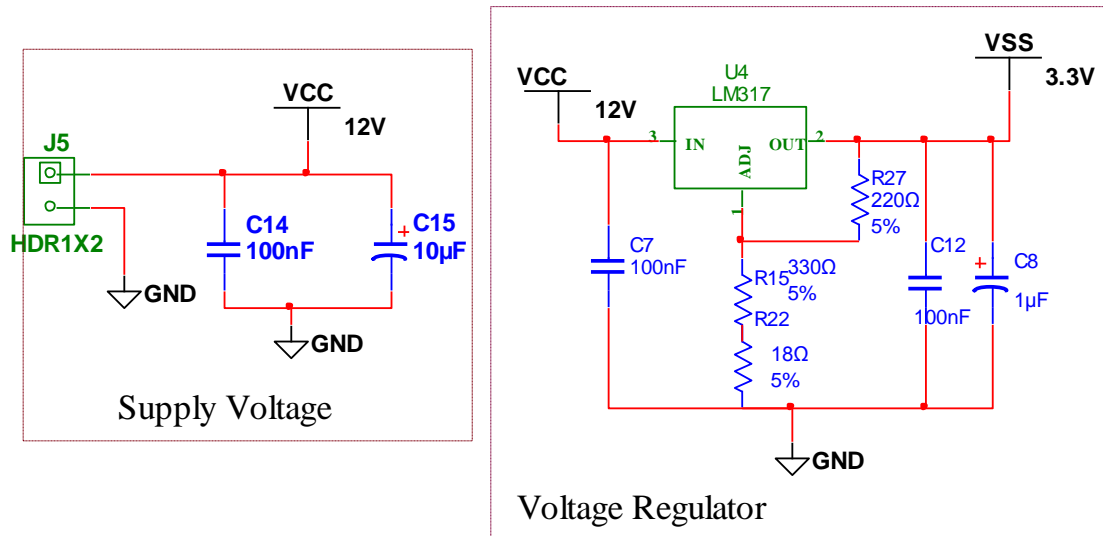 VCC
12V
J5
HDR1X2
C14
100nF
C15
+
10µF
GND
GND
Supply Voltage
VCC
12V
U4
LM317
VSS
3.3V
3
IN
OUT
2
ADJ
1
R27
220Ω
5%
C7
100nF
R15
330Ω
5%
R22
18Ω
5%
C12
100nF
+
C8
1µF
GND
Voltage Regulator